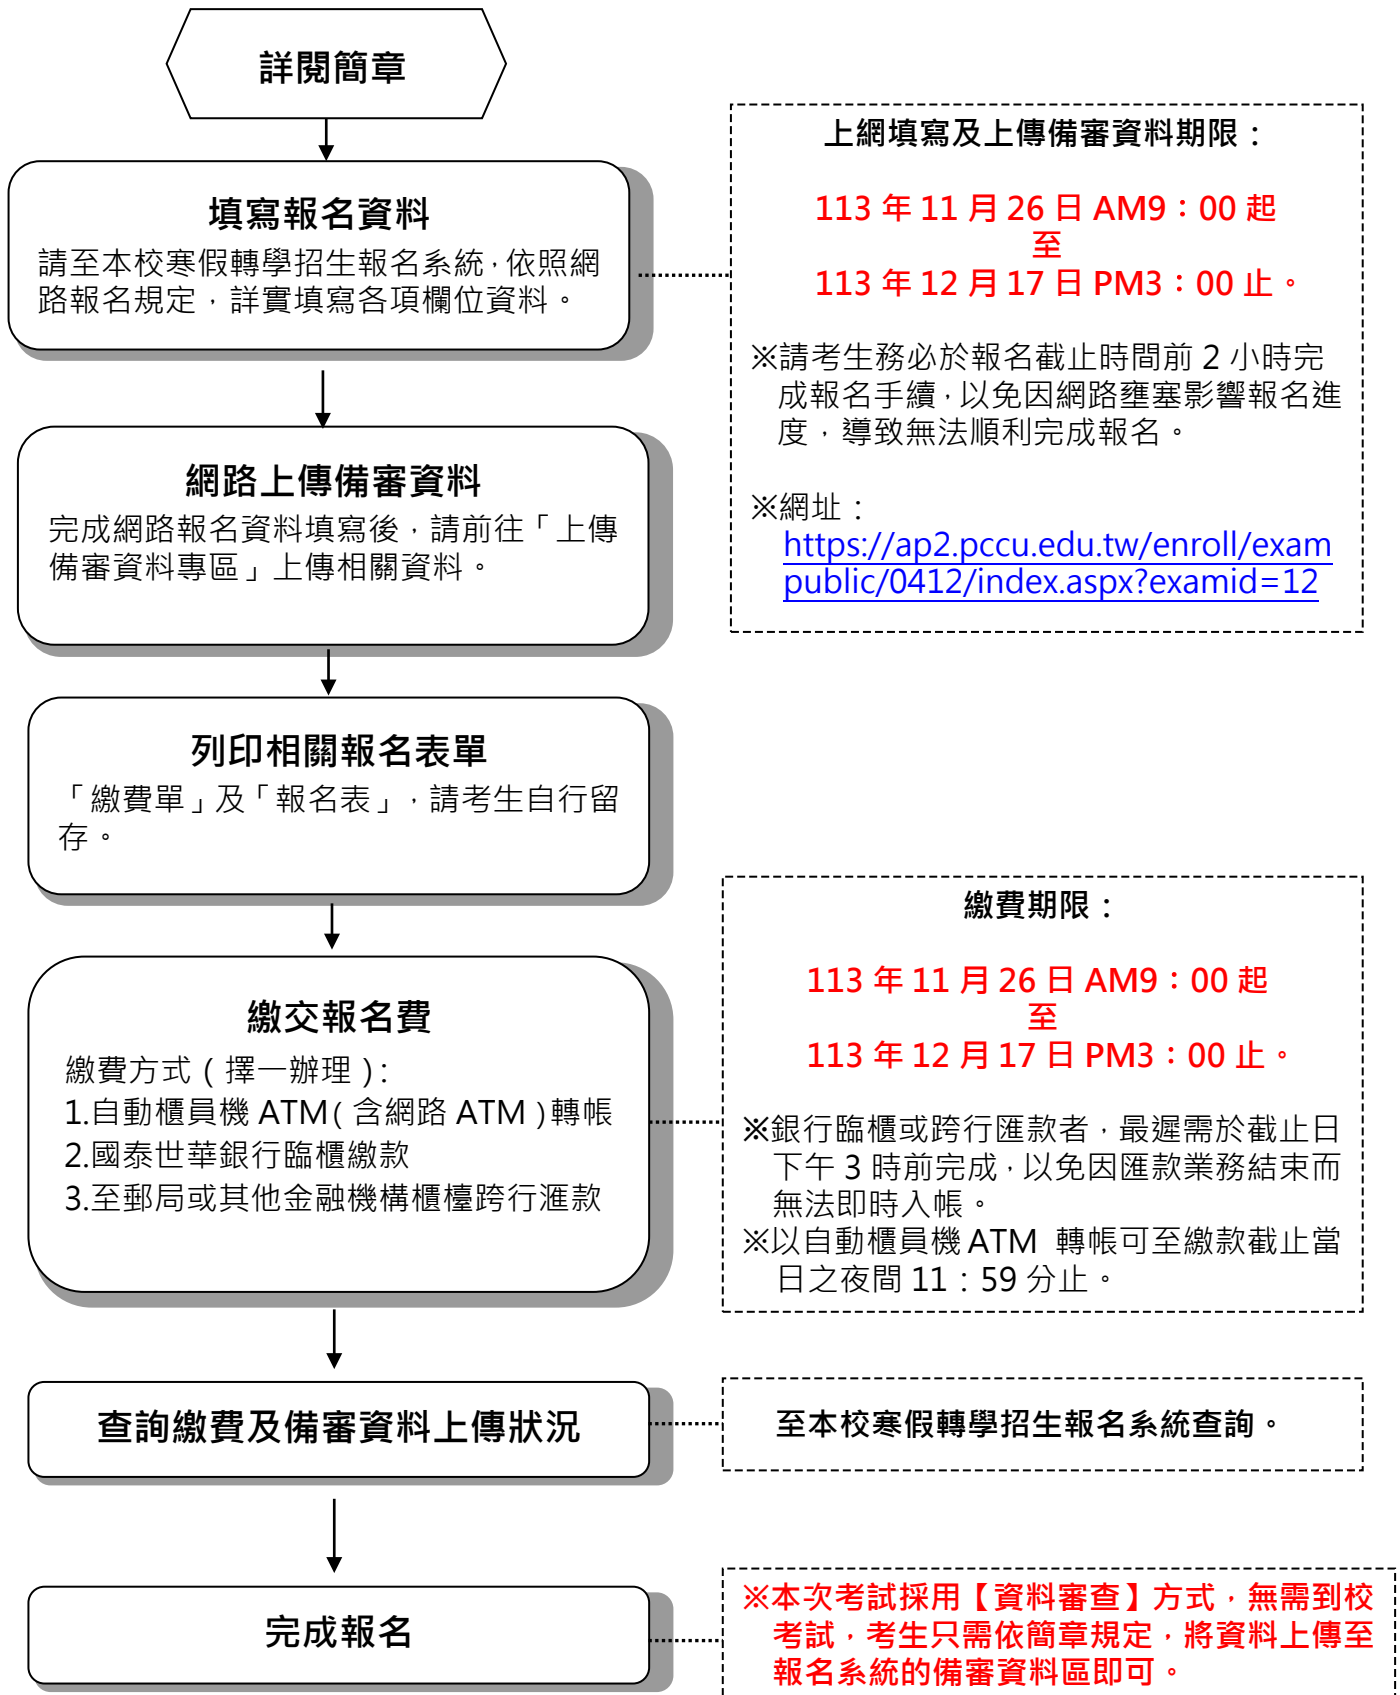 詳閱簡章
填寫報名資料
請至本校寒假轉學招生報名系統，依照網
路報名規定，詳實填寫各項欄位資料。
上網填寫及上傳備審資料期限：
113 年 11 月 26 日 AM9：00 起
至
113 年 12 月 17 日 PM3：00 止。
※請考生務必於報名截止時間前 2 小時完
成報名手續，以免因網路壅塞影響報名進
度，導致無法順利完成報名。
※網址：
https://ap2.pccu.edu.tw/enroll/exam
public/0412/index.aspx?examid=12
網路上傳備審資料
完成網路報名資料填寫後，請前往「上傳
備審資料專區」上傳相關資料。
列印相關報名表單
「繳費單」及「報名表」，請考生自行留
存。
繳交報名費
繳費方式（擇一辦理）：
1.自動櫃員機 ATM（含網路 ATM）轉帳
2.國泰世華銀行臨櫃繳款
3.至郵局或其他金融機構櫃檯跨行滙款
繳費期限：
113 年 11 月 26 日 AM9：00 起
至
113 年 12 月 17 日 PM3：00 止。
※銀行臨櫃或跨行匯款者，最遲需於截止日
下午 3 時前完成，以免因匯款業務結束而
無法即時入帳。
※以自動櫃員機 ATM 轉帳可至繳款截止當
日之夜間 11：59 分止。
查詢繳費及備審資料上傳狀況
至本校寒假轉學招生報名系統查詢。
完成報名
※本次考試採用【資料審查】方式，無需到校
考試，考生只需依簡章規定，將資料上傳至
報名系統的備審資料區即可。